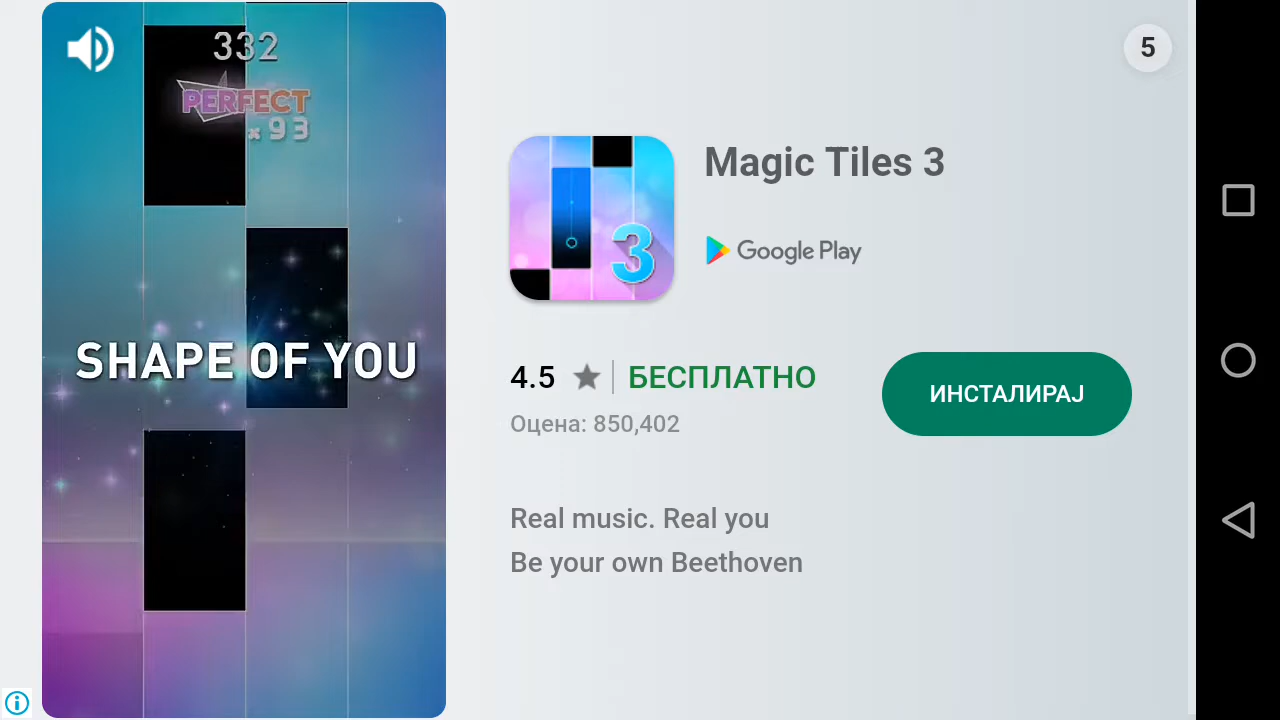 332
PERFECT
x93
SHAPE OF YOU
5
3
Magic Tiles 3
Google Play
4.5
БЕСПЛАТНО
Оцена: 850,402
ИНСТАЛИРАЈ
Real music. Real you
Be your own Beethoven